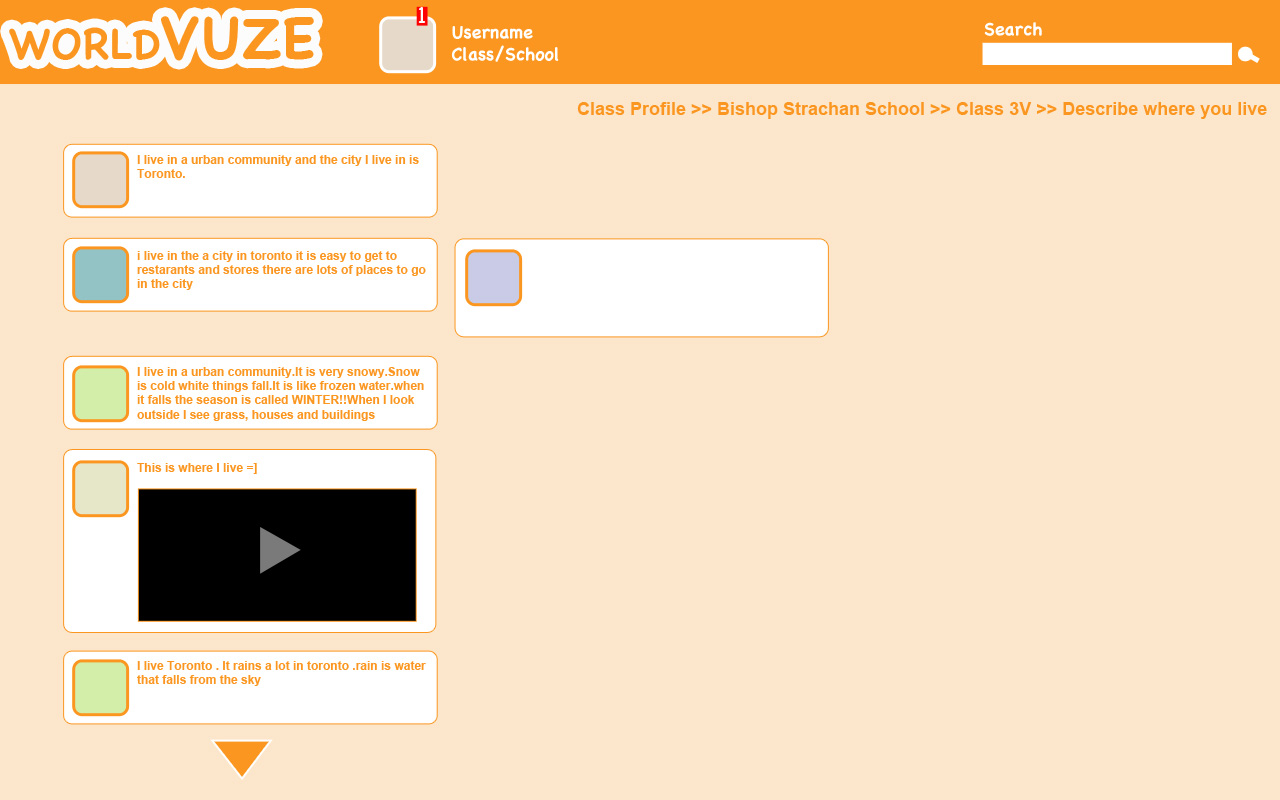 WORLDVUZE
1
Username
Class/School
Search
Class Profile >> Bishop Strachan School >> Class 3V >> Describe where you live
I live in a urban community and the city I live in is
Toronto.
i live in the a city in toronto it is easy to get to
restarants and stores there are lots of places to go
in the city
I live in a urban community.It is very snowy.Snow
is cold white things fall.It is like frozen water.when
it falls the season is called WINTER!!When I look
outside I see grass, houses and buildings
This is where I live =]
I live Toronto . It rains a lot in toronto .rain is water
that falls from the sky